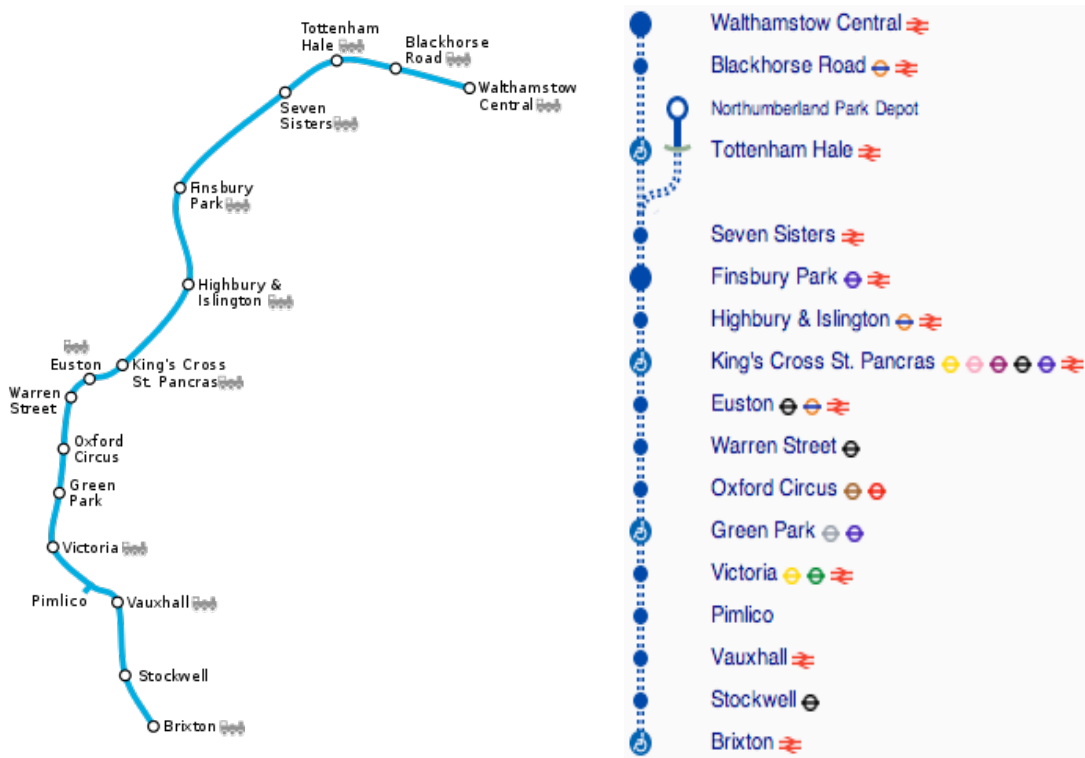 Tottenham
Hale
Blackhorse
Road
Walthamstow
Central
Seven
Sisters
Finsbury
Park
Highbury &
Islington
Euston
King's Cross
St. Pancras
Warren
Street
Oxford
Circus
Green
Park
Victoria
Pimlico
Vauxhall
Stockwell
Brixton
Walthamstow Central
Blackhorse Road
Northumberland Park Depot
Tottenham Hale
Seven Sisters
Finsbury Park
Highbury & Islington
King's Cross St. Pancras
Euston
Warren Street
Oxford Circus
Green Park
Victoria
Pimlico
Vauxhall
Stockwell
Brixton